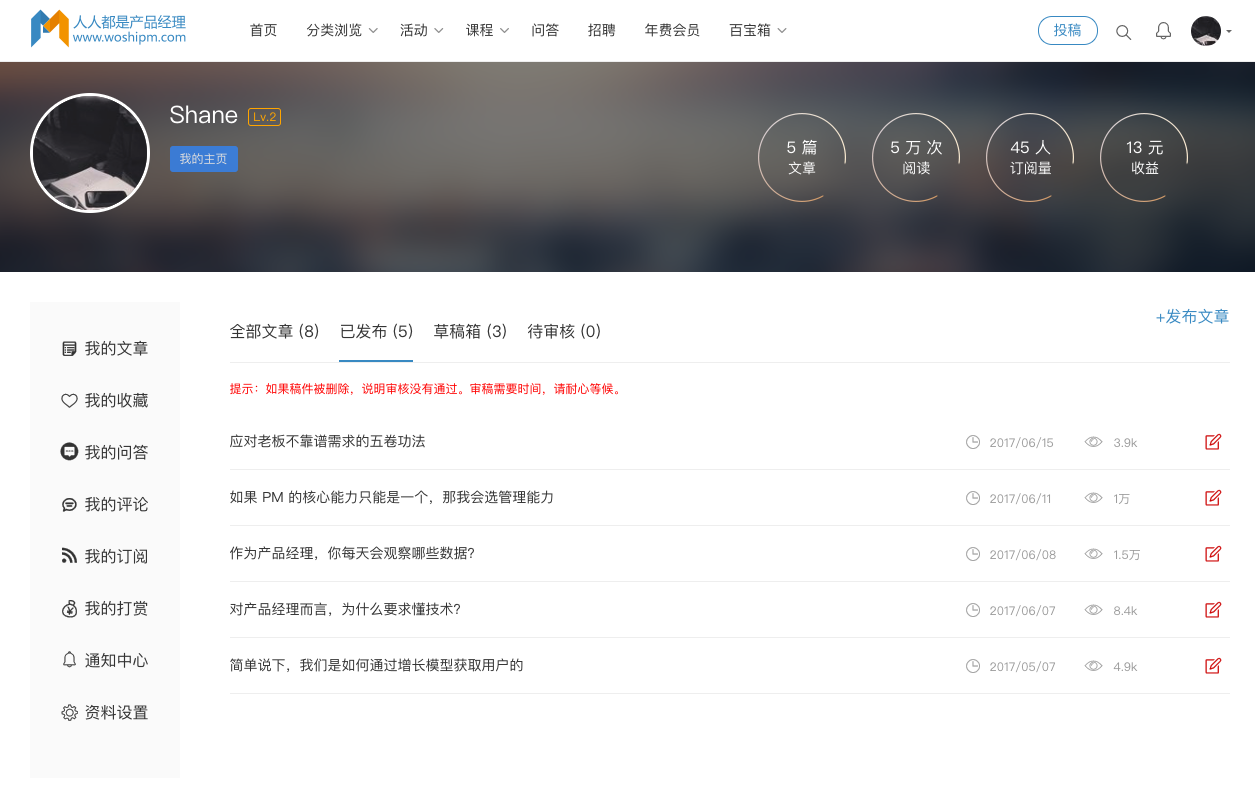 人人都是产品经理
www.woshipm.com
首页 分类浏览 活动 课程 问答 招聘 年费会员 百宝箱 投稿
Shane Lv.2
我的主页
5 篇 5 万 次 45 人 13 元
文章 阅读 订阅量 收益
我的文章
我的收藏
我的问答
我的评论
我的订阅
我的打赏
通知中心
资料设置
+发布文章
全部文章 (8) 已发布 (5) 草稿箱 (3) 待审核 (0)
提示：如果稿件被删除，说明审核没有通过。审稿需要时间，请耐心等候。
应对老板不靠谱需求的五卷功法 2017/06/15 3.9k
如果 PM 的核心能力只能是一个，那我会选管理能力 2017/06/11 1万
作为产品经理，你每天会观察哪些数据？ 2017/06/08 1.5万
对产品经理而言，为什么要求懂技术？ 2017/06/07 8.4k
简单说下，我们是如何通过增长模型获取用户的 2017/05/07 4.9k